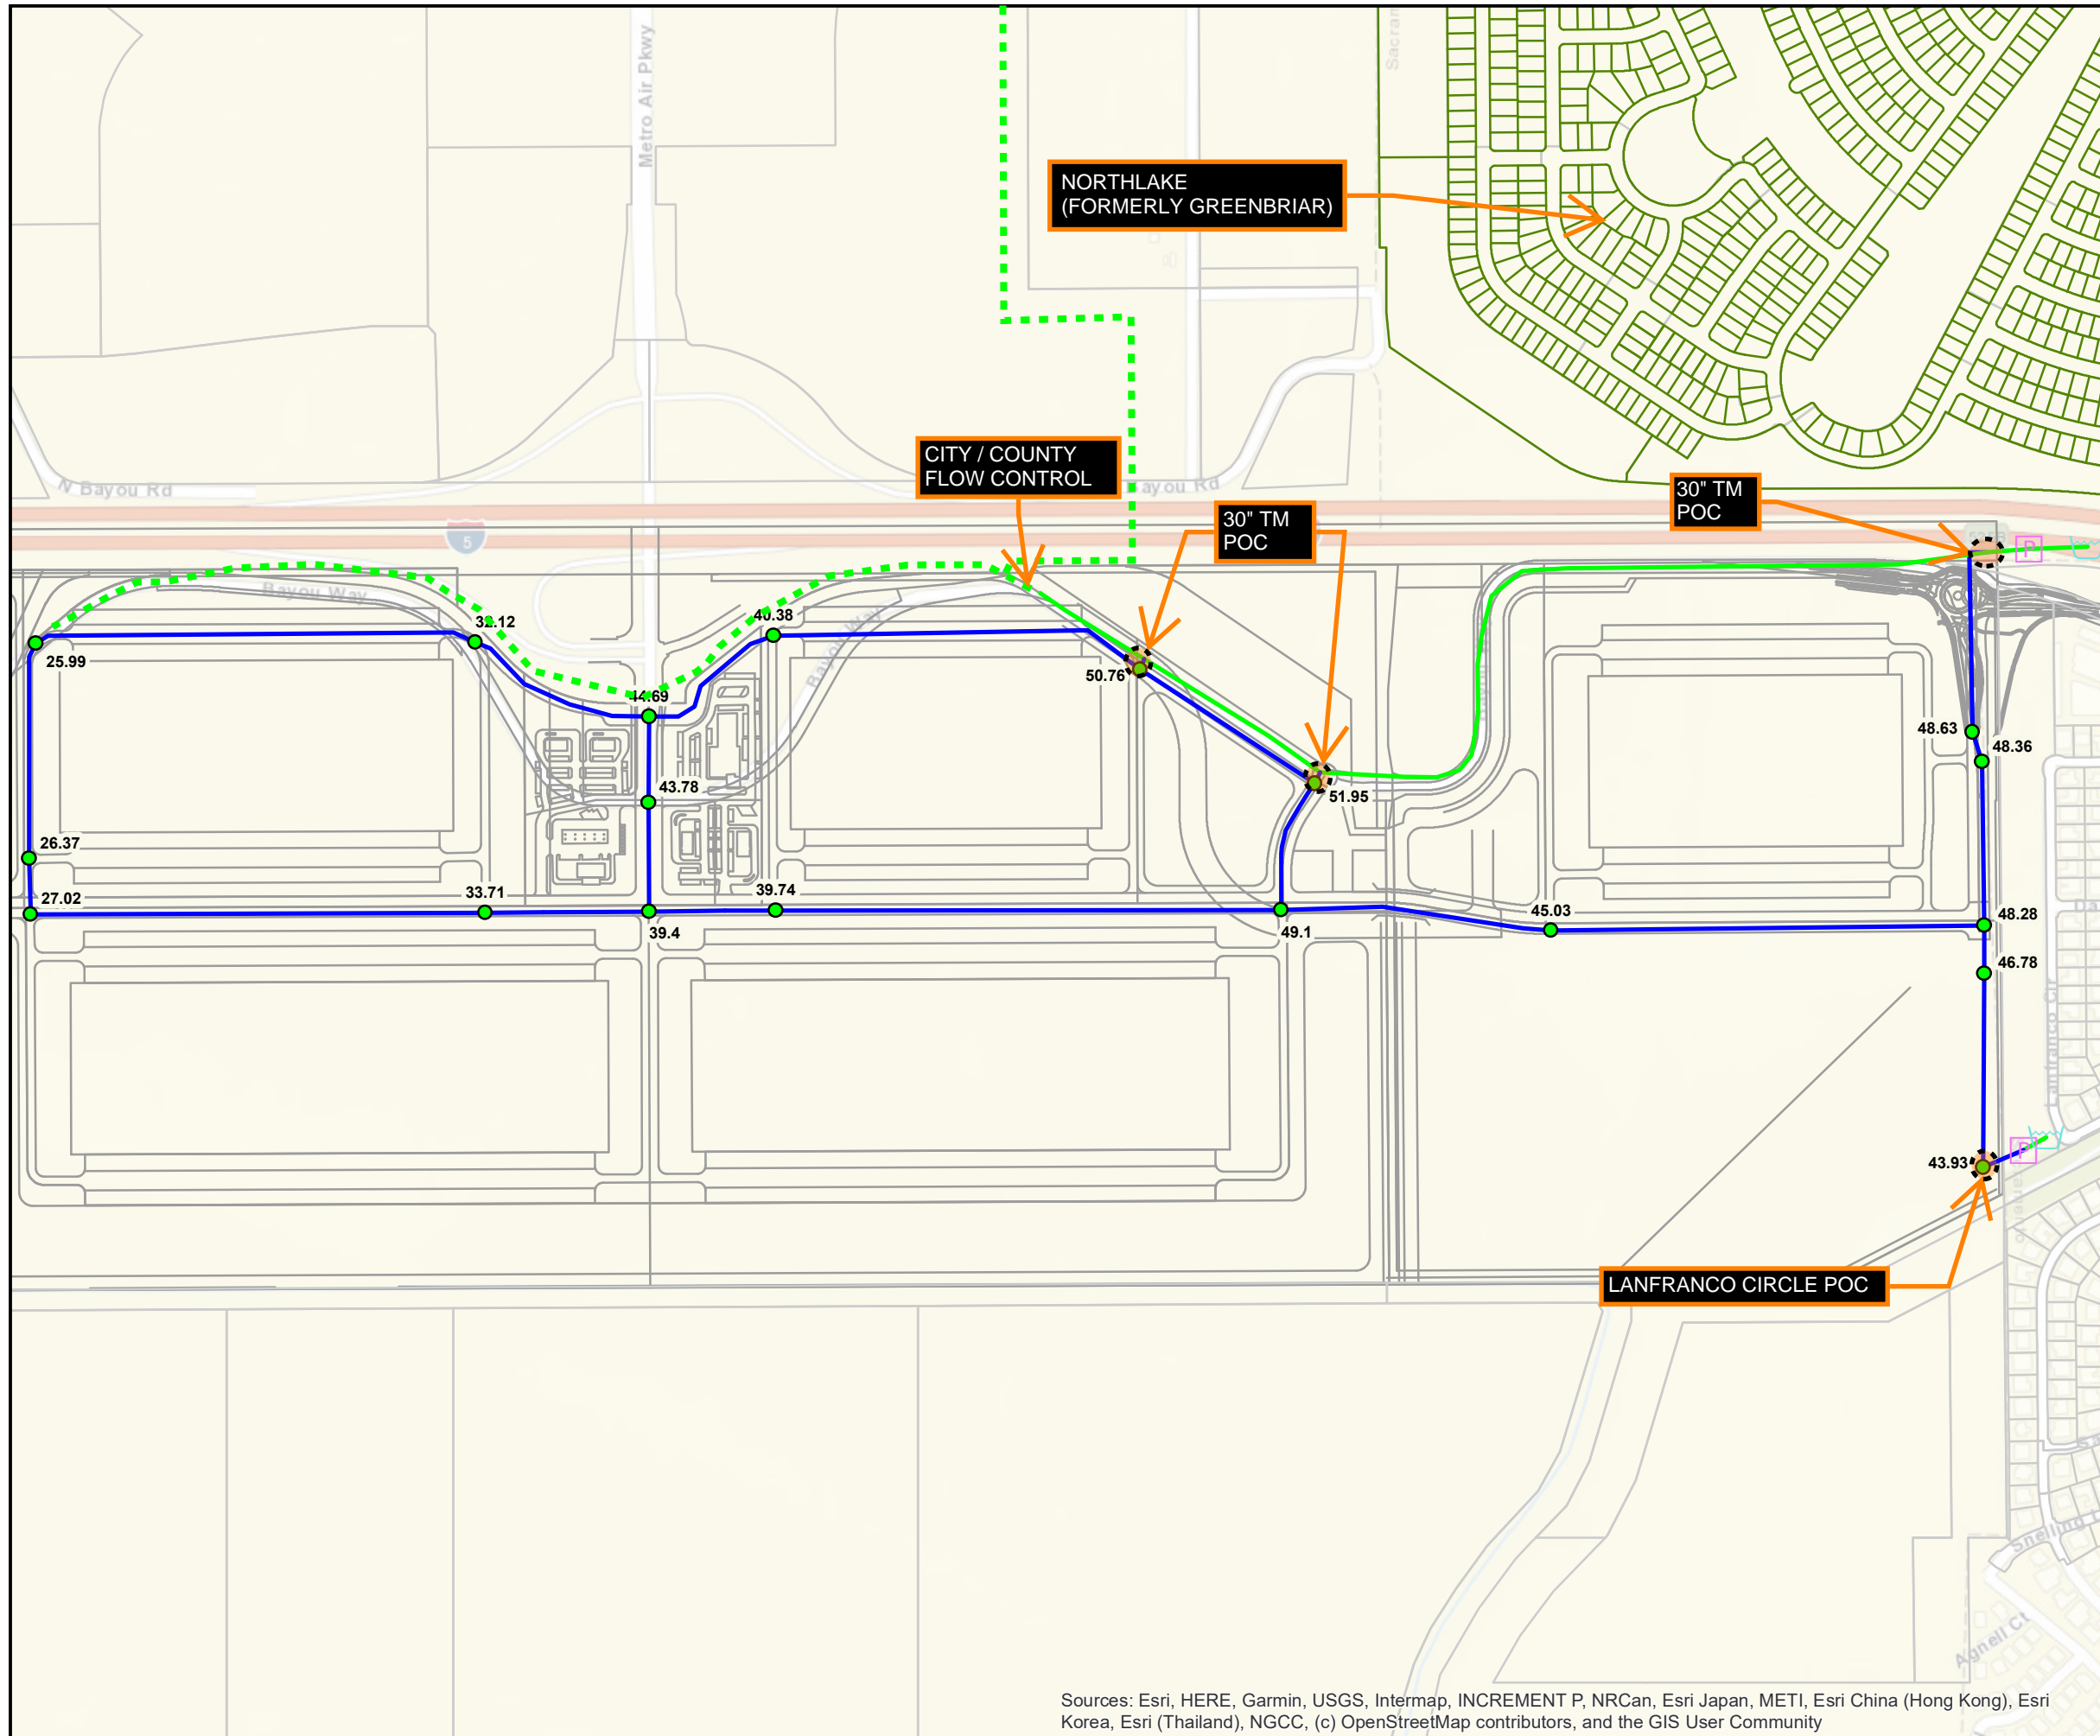 Metro Air Pkwy
Sacram
NORTHLAKE
(FORMERLY GREENBRIAR)
CITY / COUNTY
FLOW CONTROL
30" TM
POC
30" TM
POC
N Bayou Rd
Bayou Rd
5
Bayou Way
Bayou Way
32.12
40.38
25.99
50.76
44.69
48.63
48.36
43.78
51.95
26.37
27.02
33.71
39.74
39.4
49.1
45.03
48.28
46.78
P
Lanfranco Cir
43.93
P
LANFRANCO CIRCLE POC
Snelling
Agnell Ct
Sources: Esri, HERE, Garmin, USGS, Intermap, INCREMENT P, NRCan, Esri Japan, METI, Esri China (Hong Kong), Esri
Korea, Esri (Thailand), NGCC, (c) OpenStreetMap contributors, and the GIS User Community